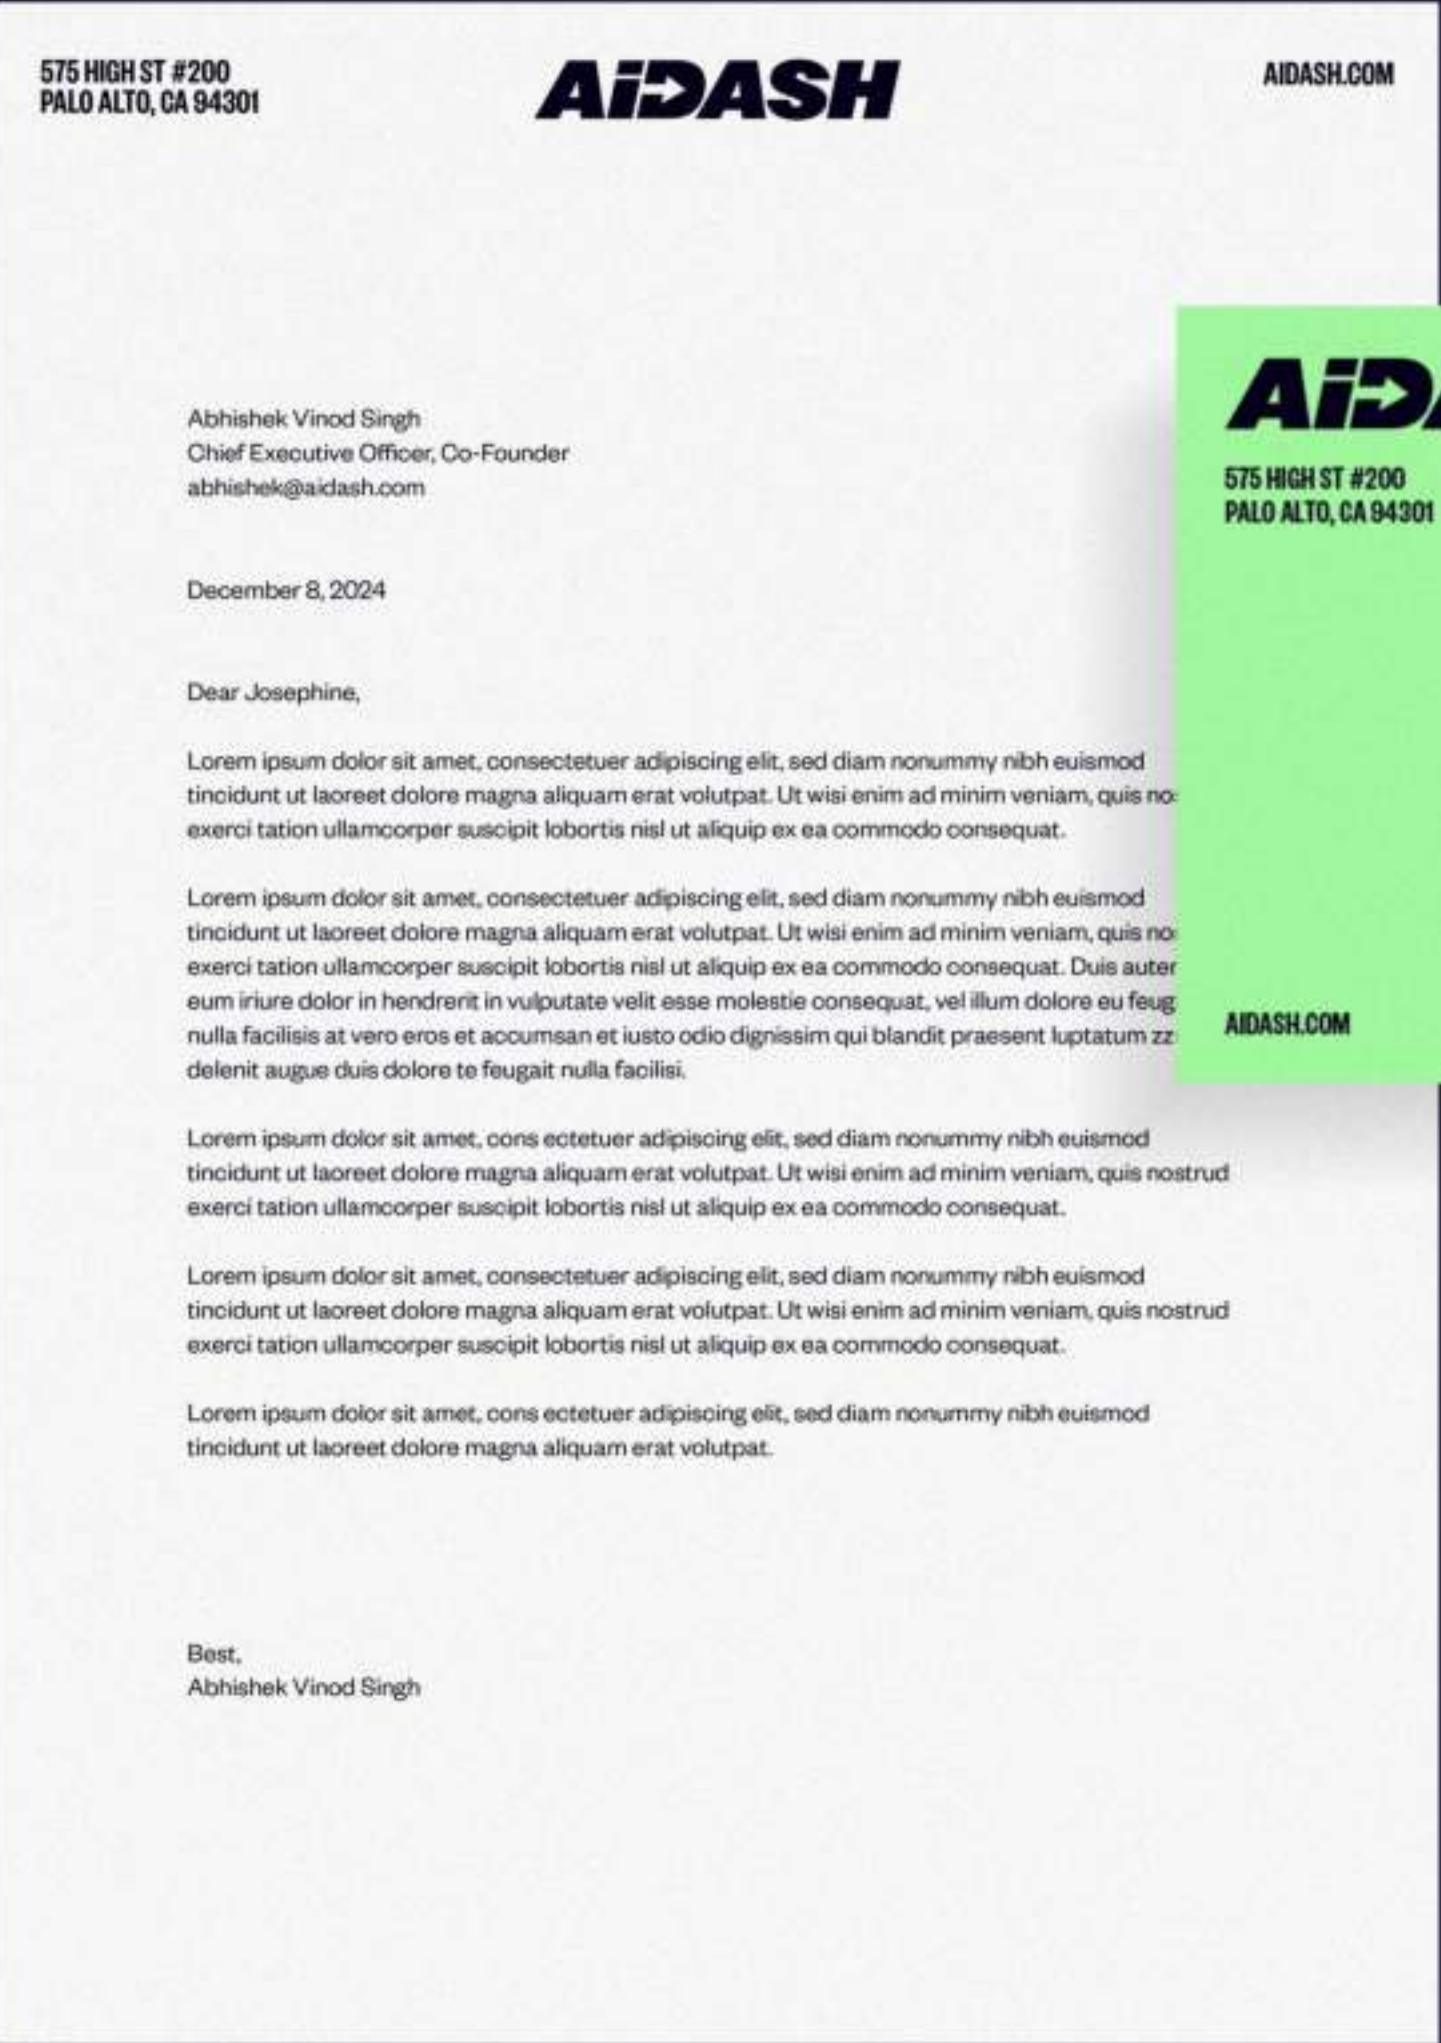 575 HIGH ST #200
PALO ALTO, CA 94301
AiDASH
AIDASH.COM
Abhishek Vinod Singh
Chief Executive Officer, Co-Founder
abhishek@aidash.com
December 8, 2024
Dear Josephine,
Lorem ipsum dolor sit amet, consectetuer adipiscing elit, sed diam nonummy nibh euismod
tincidunt ut laoreet dolore magna aliquam erat volutpat. Ut wisi enim ad minim veniam, quis
exerci tation ullamcorper suscipit lobortis nisl ut aliquip ex ea commodo consequat.
Lorem ipsum dolor sit amet, consectetuer adipiscing elit, sed diam nonummy nibh euismod
tincidunt ut laoreet dolore magna aliquam erat volutpat. Ut wisi enim ad minim veniam, quis
exerci tation ullamcorper suscipit lobortis nisl ut aliquip ex ea commodo consequat. Duis
eum iriure dolor in hendrerit in vulputate velit esse molestie consequat, vel illum dolore eu
nulla facilisis at vero eros et accumsan et iusto odio dignissim qui blandit praesent luptatum
delenit augue duis dolore te feugait nulla facilisi.
Lorem ipsum dolor sit amet, cons ectetuer adipiscing elit, sed diam nonummy nibh euismod
tincidunt ut laoreet dolore magna aliquam erat volutpat. Ut wisi enim ad minim veniam, quis nostrud
exerci tation ullamcorper suscipit lobortis nisl ut aliquip ex ea commodo consequat.
Lorem ipsum dolor sit amet, consectetuer adipiscing elit, sed diam nonummy nibh euismod
tincidunt ut laoreet dolore magna aliquam erat volutpat. Ut wisi enim ad minim veniam, quis nostrud
exerci tation ullamcorper suscipit lobortis nisl ut aliquip ex ea commodo consequat.
Lorem ipsum dolor sit amet, cons ectetuer adipiscing elit, sed diam nonummy nibh euismod
tincidunt ut laoreet dolore magna aliquam erat volutpat.
Best,
Abhishek Vinod Singh
575 HIGH ST #200
PALO ALTO, CA 94301
AIDASH.COM